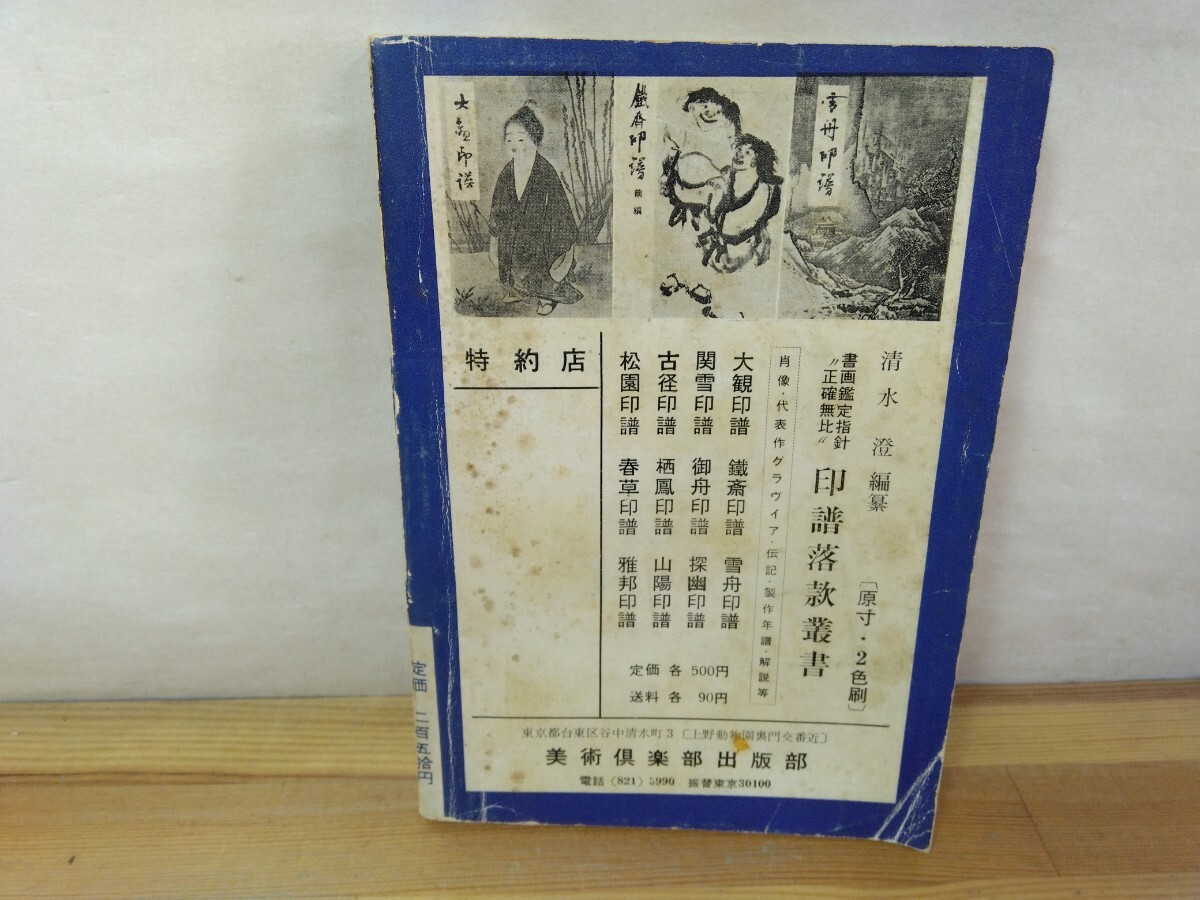 大観印譜
鐵斎印譜
前編
雪舟印譜
清水澄編纂
書画鑑定指針
〝正確無比〟
印譜落款叢書
〔原寸・2色刷〕
肖像・代表作グラヴィア・伝記・製作年譜・解説等
大観印譜 鐵斎印譜 雪舟印譜
関雪印譜 御舟印譜 探幽印譜
古径印譜 栖鳳印譜 山陽印譜
松園印譜 春草印譜 雅邦印譜
定価 各 500円
送料 各 90円
特約店
東京都台東区谷中清水町3〔上野動物園裏門交番近〕
美術倶楽部出版部
電話 (821) 5990 振替東京30100
定価 二百五拾円